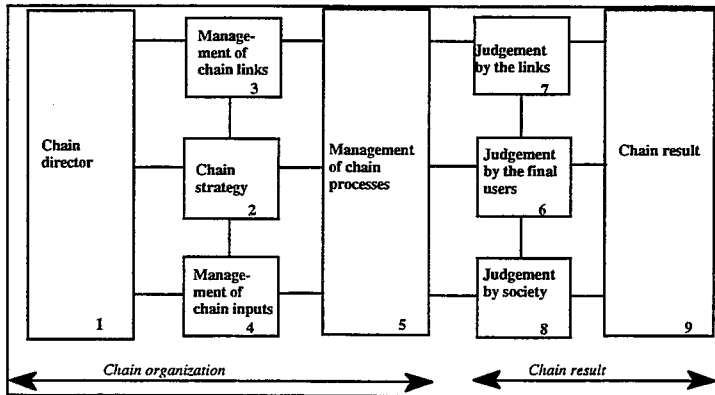 Chain
director
1
Manage-
ment of
chain links
3
Chain
strategy
2
Manage-
ment of
chain inputs
4
Management
of chain
processes
5
Judgement
by the links
7
Judgement
by the final
users
6
Judgement
by society
8
Chain result
9
Chain organization
Chain result